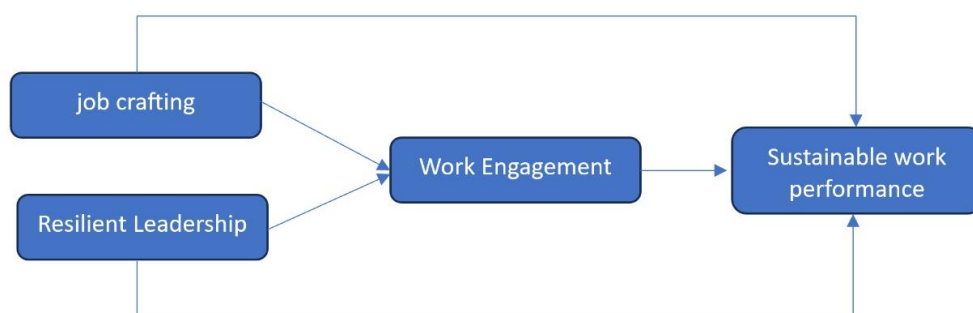 job crafting
Resilient Leadership
Work Engagement
Sustainable work
performance